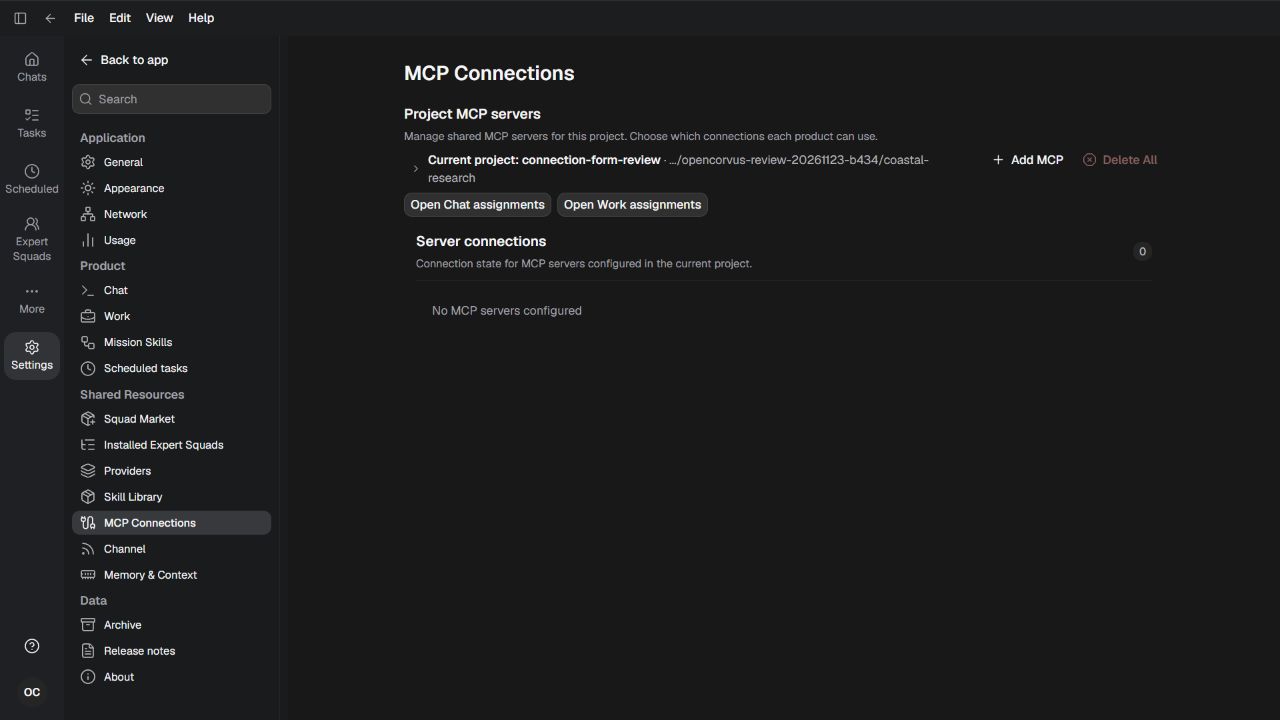 File Edit View Help
Chats
Tasks
Scheduled
Expert
Squads
More
Settings
OC
Back to app
Search
Application
General
Appearance
Network
Usage
Product
Chat
Work
Mission Skills
Scheduled tasks
Shared Resources
Squad Market
Installed Expert Squads
Providers
Skill Library
MCP Connections
Channel
Memory & Context
Data
Archive
Release notes
About
MCP Connections
Project MCP servers
Manage shared MCP servers for this project. Choose which connections each product can use.
Current project: connection-form-review · .../opencorvus-review-20261123-b434/coastal-
research
Add MCP
Delete All
Open Chat assignments
Open Work assignments
Server connections
0
Connection state for MCP servers configured in the current project.
No MCP servers configured